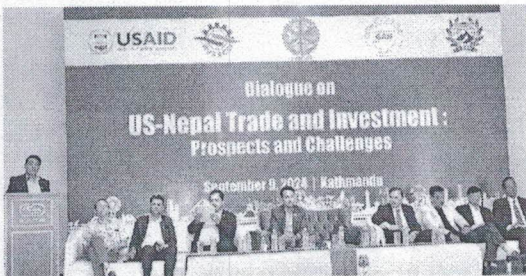 USAID
Dialogue on
US-Nepal Trade and Investment :
Prospects and Challenges
September 9, 2024 | Kathmandu